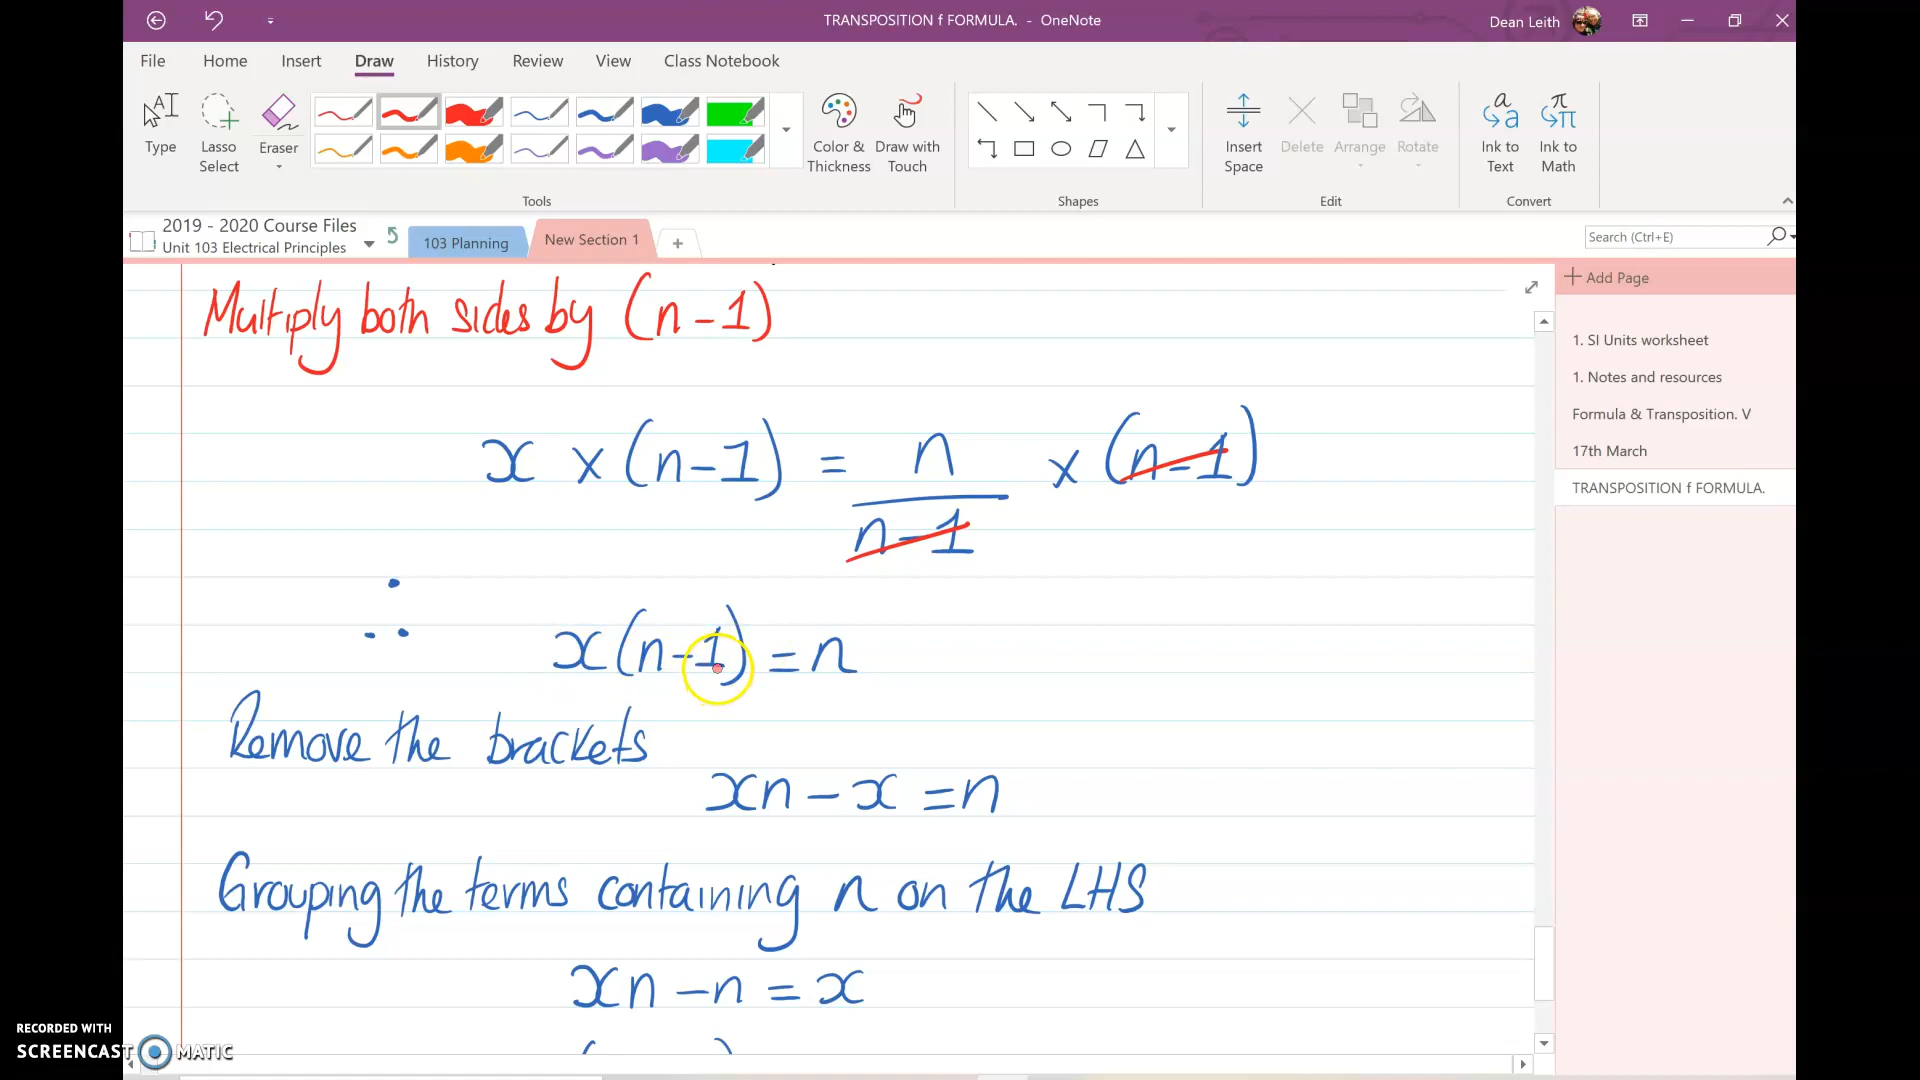 TRANSPOSITION f FORMULA. - OneNote
Dean Leith
File Home Insert Draw History Review View Class Notebook
Type
Lasso Select
Eraser
Color & Thickness
Draw with Touch
Insert Space
Delete
Arrange
Rotate
a a
Ink to Text
π π
Ink to Math
Tools Shapes Edit Convert
2019 - 2020 Course Files
Unit 103 Electrical Principles
103 Planning
New Section 1
Search (Ctrl+E)
Add Page
1. SI Units worksheet
1. Notes and resources
Formula & Transposition. V
17th March
TRANSPOSITION f FORMULA.
Multiply both sides by (n-1)
x × (n-1) = n/(n-1) × (n-1)
∴
x(n-1) = n
Remove the brackets
xn - x = n
Grouping the terms containing n on the LHS
xn - n = x
RECORDED WITH
SCREENCAST MATIC